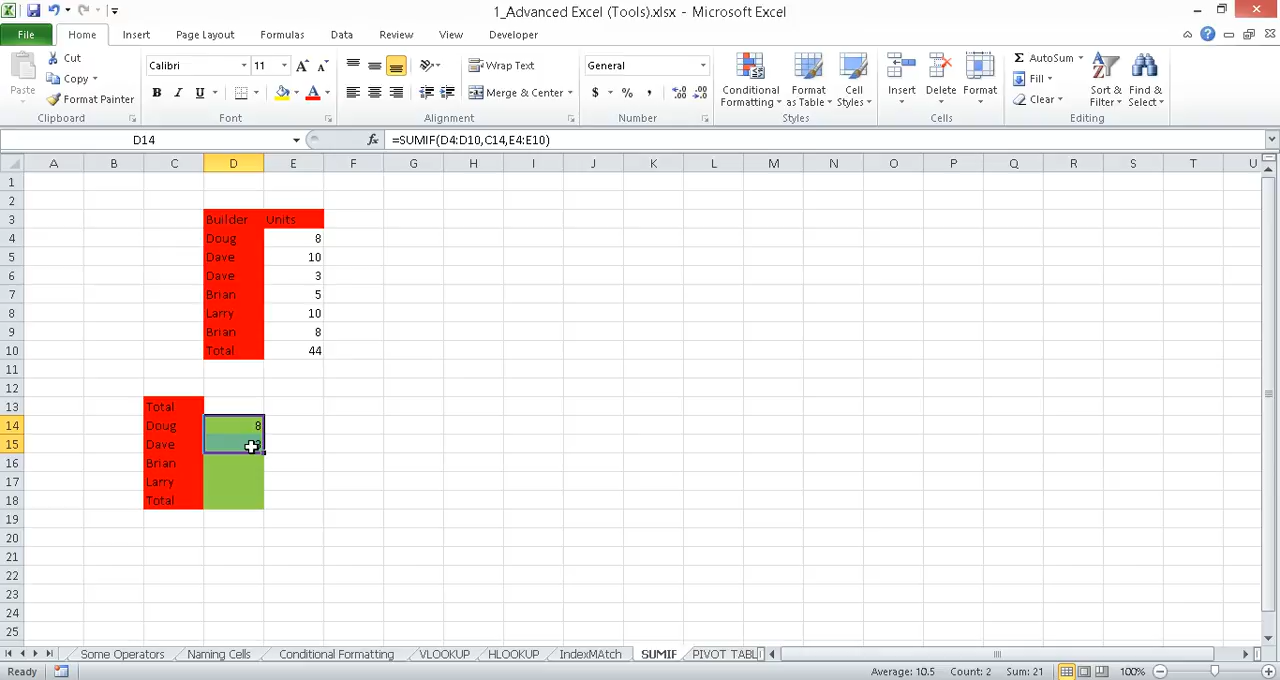 1_Advanced Excel (Tools).xlsx - Microsoft Excel
File Home Insert Page Layout Formulas Data Review View Developer
Cut Calibri 11 Wrap Text General AutoSum
Copy Fill
Paste Format Painter Merge & Center Conditional Formatting Format as Table Cell Styles Insert Delete Format Clear Sort & Filter Find & Select
Clipboard Font Alignment Number Styles Cells Editing
D14 fx =SUMIF(D4:D10,C14,E4:E10)
A B C D E F G H I J K L M N O P Q R S T U
1
2
3 Builder Units
4 Doug 8
5 Dave 10
6 Dave 3
7 Brian 5
8 Larry 10
9 Brian 8
10 Total 44
11
12
13 Total
14 Doug 8
15 Dave
16 Brian
17 Larry
18 Total
19
20
21
22
23
24
25
Some Operators Naming Cells Conditional Formatting VLOOKUP HLOOKUP IndexMAtch SUMIF PIVOT TABL
Ready Average: 10.5 Count: 2 Sum: 21 100%